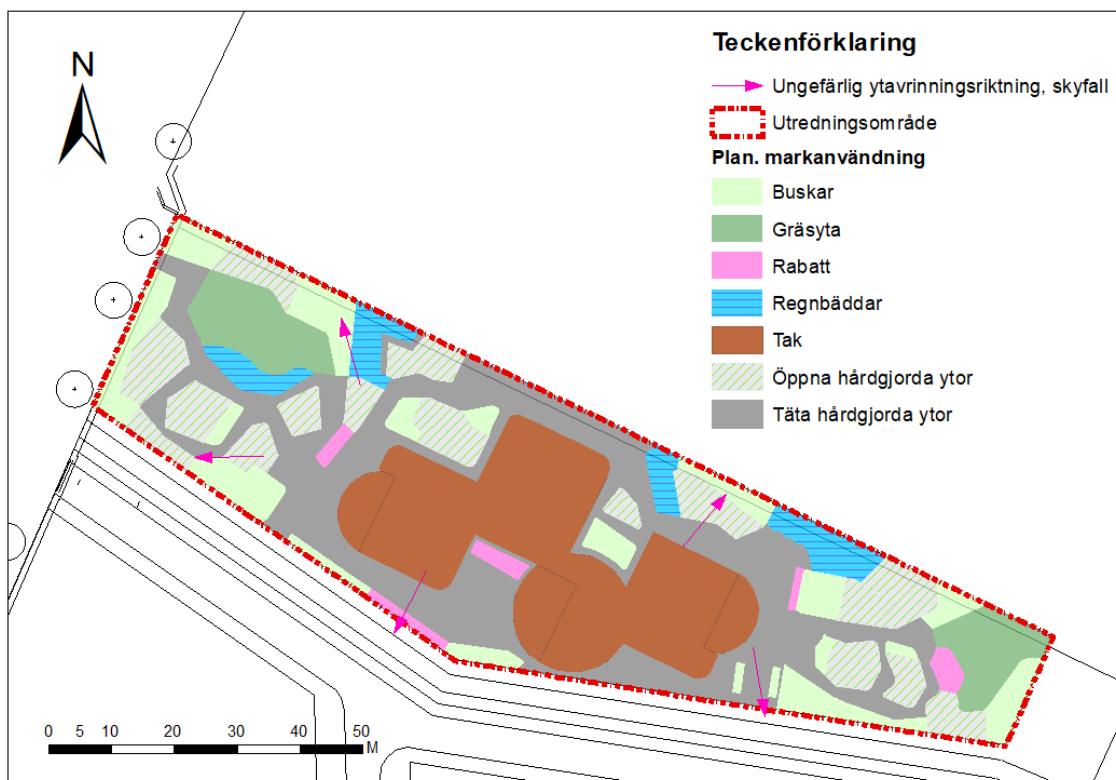 N
Teckenförklaring
Ungefärlig ytavrinningsriktning, skyfall
Utredningsområde
Plan. markanvändning
Buskar
Gräsyta
Rabatt
Regnbäddar
Tak
Öppna hårdgjorda ytor
Täta hårdgjorda ytor
0 5 10 20 30 40 50
M